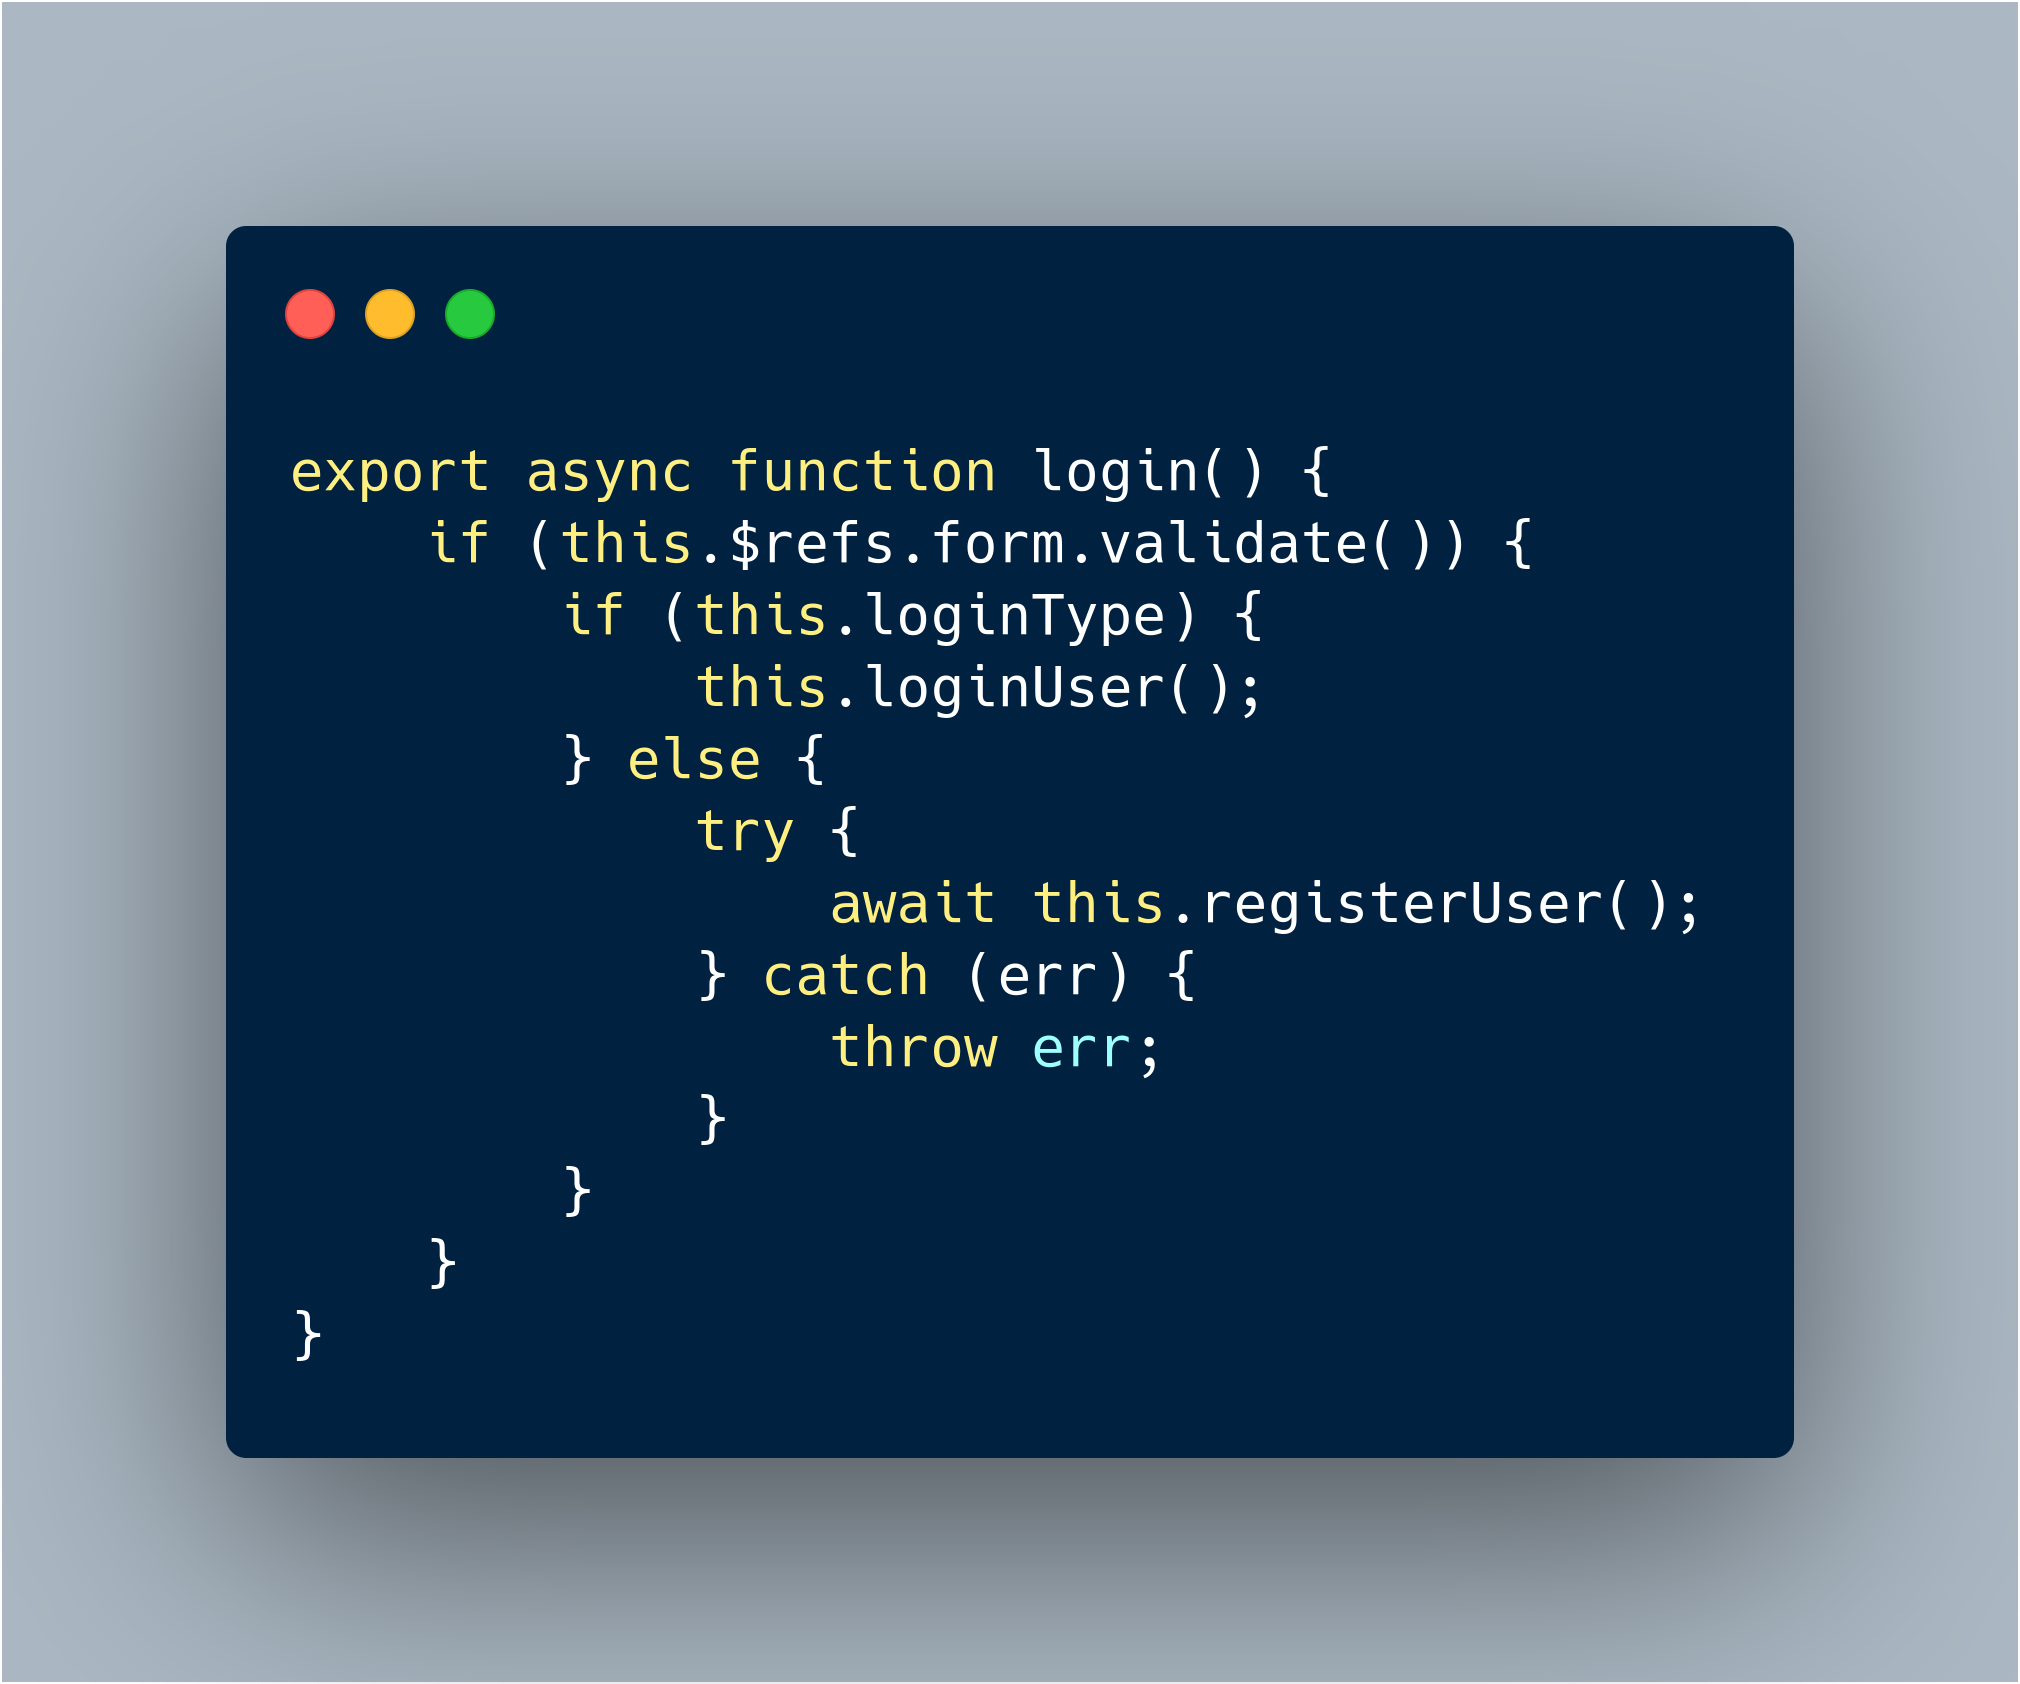 export async function login() {
    if (this.$refs.form.validate()) {
        if (this.loginType) {
            this.loginUser();
        } else {
            try {
                await this.registerUser();
            } catch (err) {
                throw err;
            }
        }
    }
}